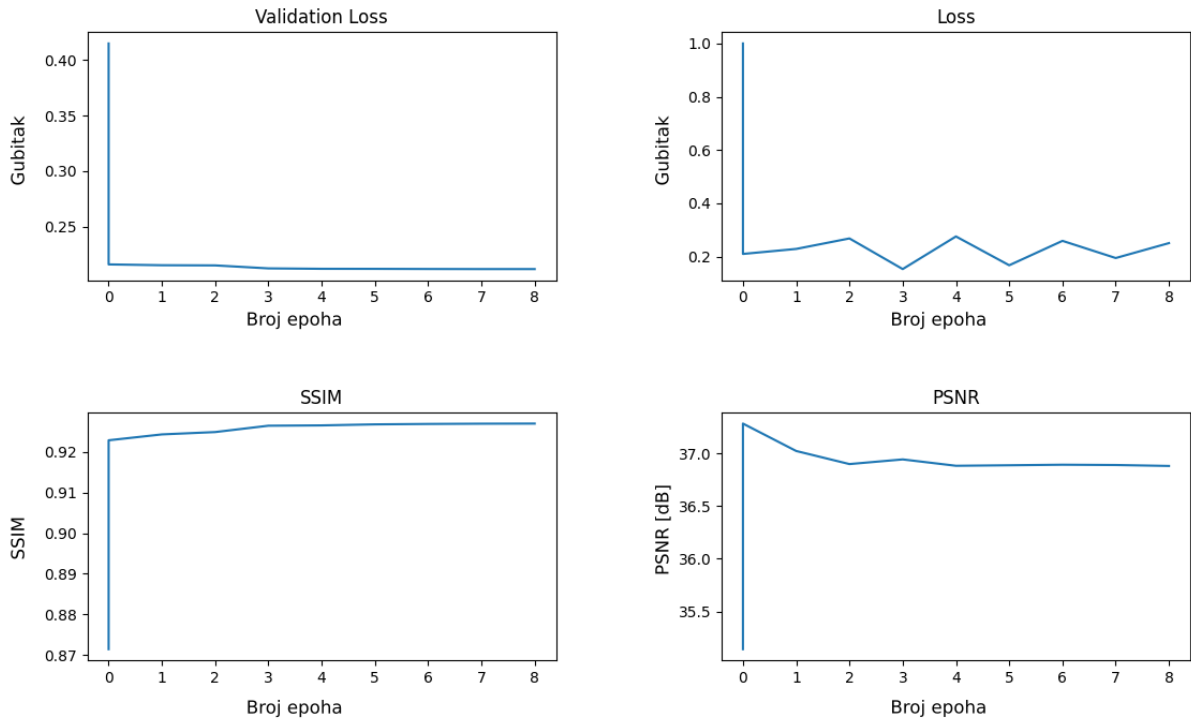 Validation Loss
Gubitak
0.40
0.35
0.30
0.25
0 1 2 3 4 5 6 7 8
Broj epoha
Loss
Gubitak
1.0
0.8
0.6
0.4
0.2
0 1 2 3 4 5 6 7 8
Broj epoha
SSIM
SSIM
0.92
0.91
0.90
0.89
0.88
0.87
0 1 2 3 4 5 6 7 8
Broj epoha
PSNR
PSNR [dB]
37.0
36.5
36.0
35.5
0 1 2 3 4 5 6 7 8
Broj epoha